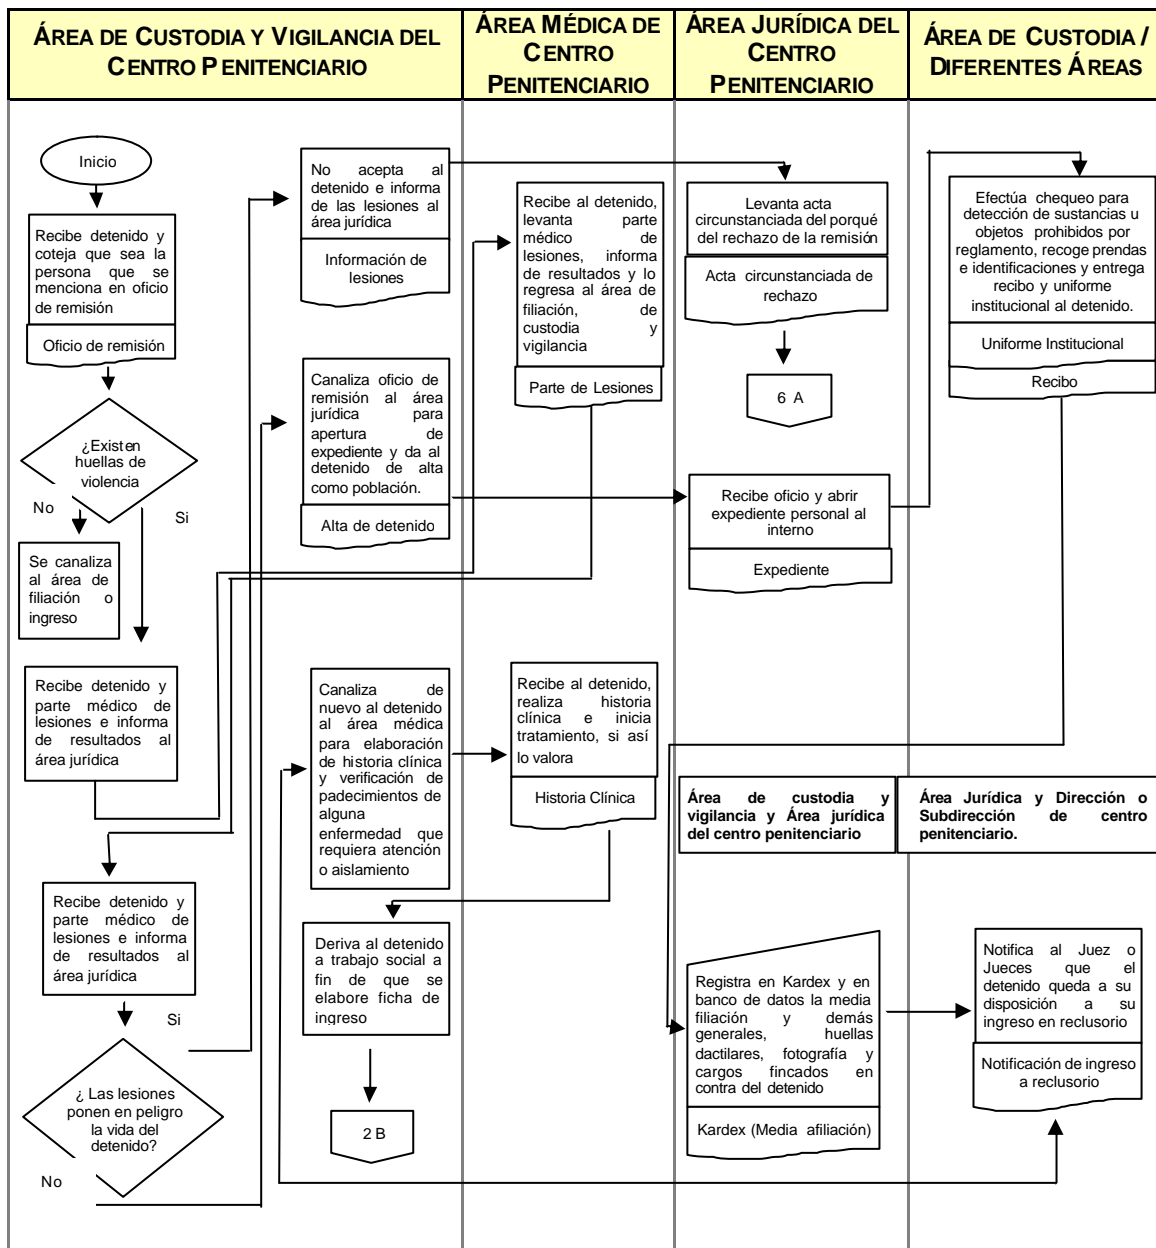 ÁREA DE CUSTODIA Y VIGILANCIA DEL
CENTRO PENITENCIARIO
ÁREA MÉDICA DE
CENTRO
PENITENCIARIO
ÁREA JURÍDICA DEL
CENTRO
PENITENCIARIO
ÁREA DE CUSTODIA /
DIFERENTES ÁREAS
Inicio
Recibe detenido y
coteja que sea la
persona que se
menciona en oficio
de remisión
Oficio de remisión
¿Existen
huellas de
violencia
No
Si
Se canaliza
al área de
filiación o
ingreso
Recibe detenido y
parte médico de
lesiones e informa
de resultados al
área jurídica
Recibe detenido y
parte médico de
lesiones e informa
de resultados al
área jurídica
Si
¿ Las lesiones
ponen en peligro
la vida del
detenido?
No
No acepta al
detenido e informa
de las lesiones al
área jurídica
Información de
lesiones
Canaliza oficio de
remisión al área
jurídica para
apertura de
expediente y da al
detenido de alta
como población.
Alta de detenido
Canaliza de
nuevo al detenido
al área médica
para elaboración
de historia clínica
y verificación de
padecimientos de
alguna
enfermedad que
requiera atención
o aislamiento
Deriva al detenido
a trabajo social a
fin de que se
elabore ficha de
ingreso
2 B
Recibe al detenido,
levanta parte
médico de
lesiones, informa
de resultados y lo
regresa al área de
filiación, de
custodia y
vigilancia
Parte de Lesiones
Recibe al detenido,
realiza historia
clínica e inicia
tratamiento, si así
lo valora
Historia Clínica
Levanta acta
circunstanciada del porqué
del rechazo de la remisión
Acta circunstanciada de
rechazo
6 A
Recibe oficio y abrir
expediente personal al
interno
Expediente
Área de custodia y
vigilancia y Área jurídica
del centro penitenciario
Registra en Kardex y en
banco de datos la media
filiación y demás
generales, huellas
dactilares, fotografía y
cargos fincados en
contra del detenido
Kardex (Media afiliación)
Efectúa chequeo para
detección de sustancias u
objetos prohibidos por
reglamento, recoge prendas
e identificaciones y entrega
recibo y uniforme
institucional al detenido.
Uniforme Institucional
Recibo
Área Jurídica y Dirección o
Subdirección de centro
penitenciario.
Notifica al Juez o
Jueces que el
detenido queda a su
disposición a su
ingreso en reclusorio
Notificación de ingreso
a reclusorio